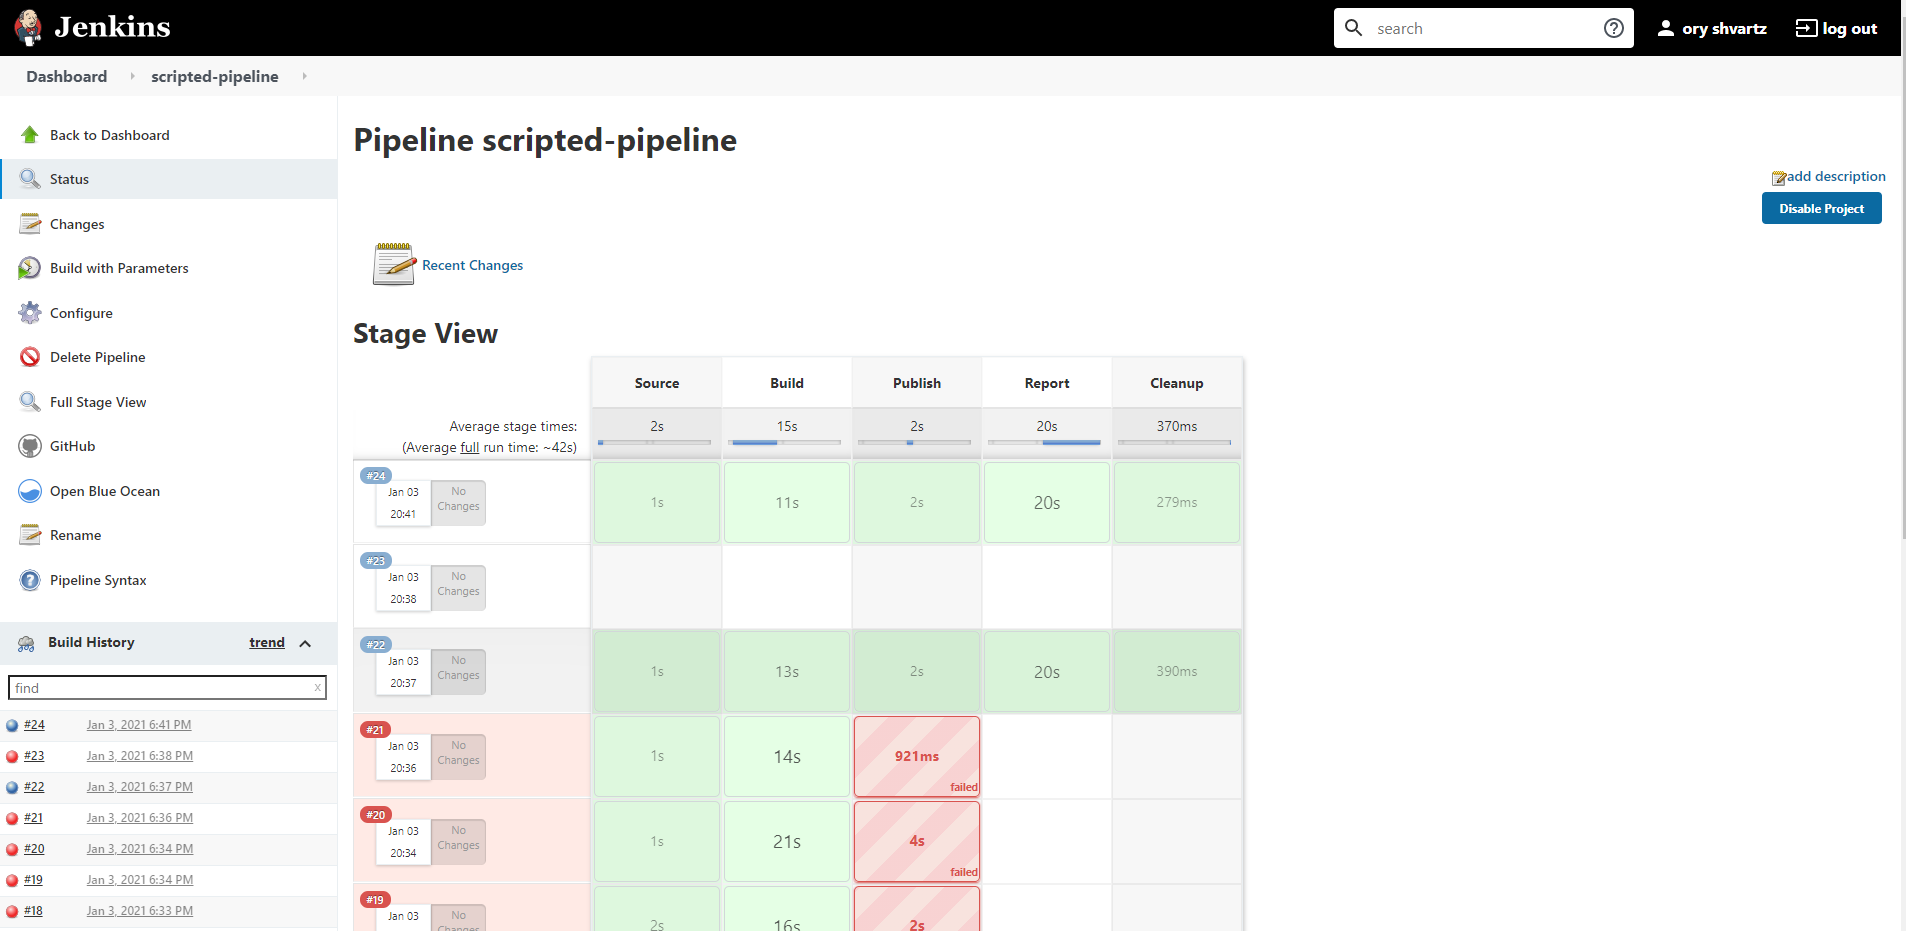 Jenkins
search
ory shvartz
log out
Dashboard
scripted-pipeline
Back to Dashboard
Status
Changes
Build with Parameters
Configure
Delete Pipeline
Full Stage View
GitHub
Open Blue Ocean
Rename
Pipeline Syntax
Build History
trend
find
x
#24 Jan 3, 2021 6:41 PM
#23 Jan 3, 2021 6:38 PM
#22 Jan 3, 2021 6:37 PM
#21 Jan 3, 2021 6:36 PM
#20 Jan 3, 2021 6:34 PM
#19 Jan 3, 2021 6:34 PM
#18 Jan 3, 2021 6:33 PM
Pipeline scripted-pipeline
add description
Disable Project
Recent Changes
Stage View
Source Build Publish Report Cleanup
Average stage times:
(Average full run time: ~42s)
2s 15s 2s 20s 370ms
#24
Jan 03
20:41
No
Changes
1s 11s 2s 20s 279ms
#23
Jan 03
20:38
No
Changes
#22
Jan 03
20:37
No
Changes
1s 13s 2s 20s 390ms
#21
Jan 03
20:36
No
Changes
1s 14s 921ms
failed
#20
Jan 03
20:34
No
Changes
1s 21s 4s
failed
#19
Jan 03
No
Changes
2s 16s 2s